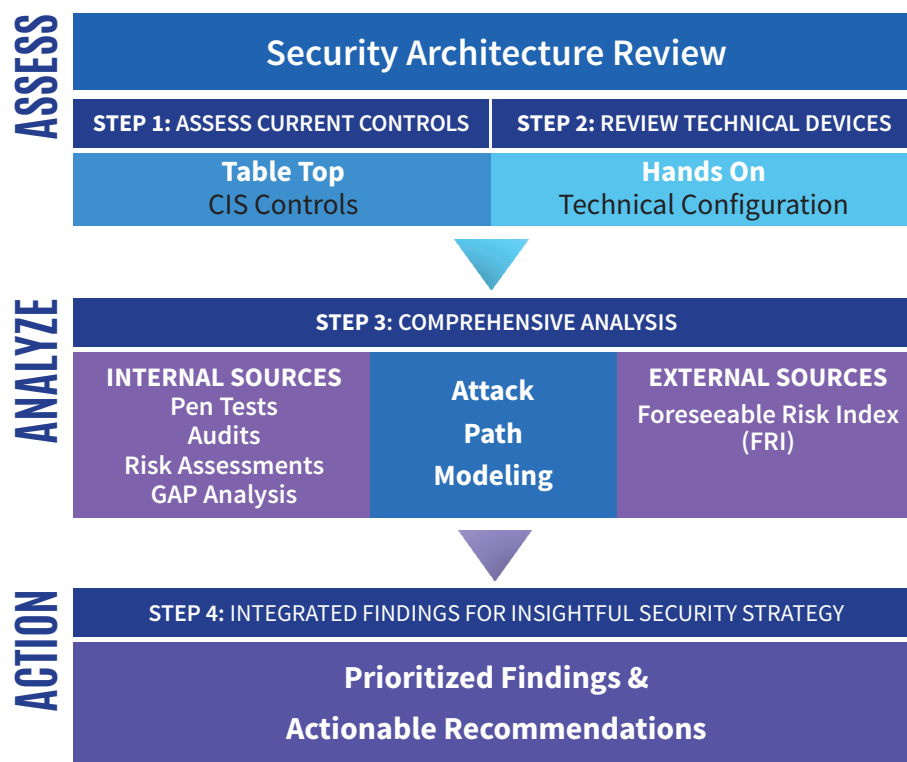 ASSESS
Security Architecture Review
STEP 1: ASSESS CURRENT CONTROLS
STEP 2: REVIEW TECHNICAL DEVICES
Table Top
CIS Controls
Hands On
Technical Configuration
ANALYZE
STEP 3: COMPREHENSIVE ANALYSIS
INTERNAL SOURCES
Pen Tests
Audits
Risk Assessments
GAP Analysis
Attack
Path
Modeling
EXTERNAL SOURCES
Foreseeable Risk Index
(FRI)
ACTION
STEP 4: INTEGRATED FINDINGS FOR INSIGHTFUL SECURITY STRATEGY
Prioritized Findings &
Actionable Recommendations